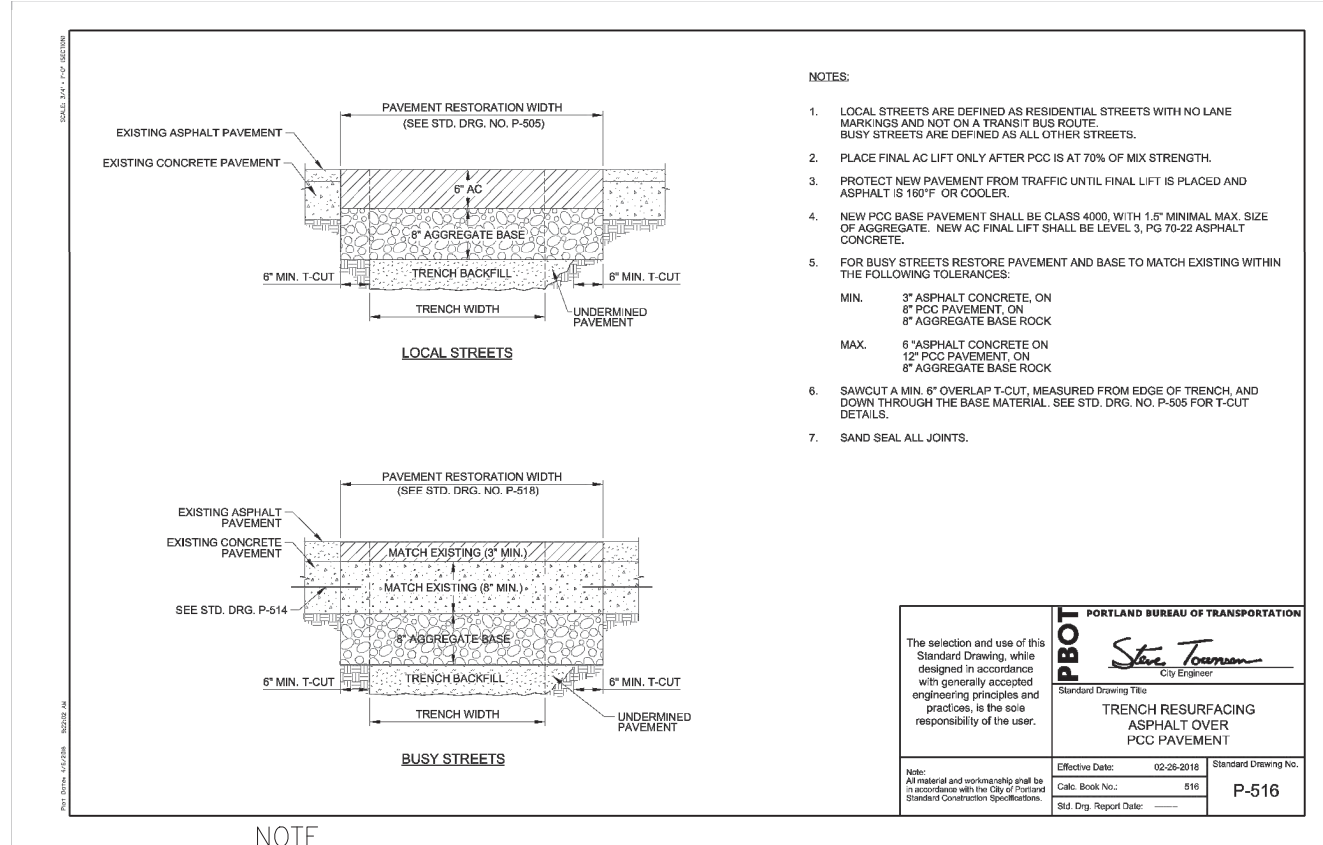 SCALE: 3/4" = 1'-0" (SECTION)
PAVEMENT RESTORATION WIDTH
(SEE STD. DRG. NO. P-505)
EXISTING ASPHALT PAVEMENT
EXISTING CONCRETE PAVEMENT
6" AC
8" AGGREGATE BASE
6" MIN. T-CUT
TRENCH BACKFILL
6" MIN. T-CUT
TRENCH WIDTH
UNDERMINED
PAVEMENT
LOCAL STREETS
PAVEMENT RESTORATION WIDTH
(SEE STD. DRG. NO. P-518)
EXISTING ASPHALT
PAVEMENT
EXISTING CONCRETE
PAVEMENT
MATCH EXISTING (3" MIN.)
MATCH EXISTING (8" MIN.)
SEE STD. DRG. P-514
8" AGGREGATE BASE
6" MIN. T-CUT
TRENCH BACKFILL
6" MIN. T-CUT
TRENCH WIDTH
UNDERMINED
PAVEMENT
BUSY STREETS
NOTES:
1. LOCAL STREETS ARE DEFINED AS RESIDENTIAL STREETS WITH NO LANE
MARKINGS AND NOT ON A TRANSIT BUS ROUTE.
BUSY STREETS ARE DEFINED AS ALL OTHER STREETS.
2. PLACE FINAL AC LIFT ONLY AFTER PCC IS AT 70% OF MIX STRENGTH.
3. PROTECT NEW PAVEMENT FROM TRAFFIC UNTIL FINAL LIFT IS PLACED AND
ASPHALT IS 160°F OR COOLER.
4. NEW PCC BASE PAVEMENT SHALL BE CLASS 4000, WITH 1.5" MINIMAL MAX. SIZE
OF AGGREGATE. NEW AC FINAL LIFT SHALL BE LEVEL 3, PG 70-22 ASPHALT
CONCRETE.
5. FOR BUSY STREETS RESTORE PAVEMENT AND BASE TO MATCH EXISTING WITHIN
THE FOLLOWING TOLERANCES:
MIN. 3" ASPHALT CONCRETE, ON
8" PCC PAVEMENT, ON
8" AGGREGATE BASE ROCK
MAX. 6 "ASPHALT CONCRETE ON
12" PCC PAVEMENT, ON
8" AGGREGATE BASE ROCK
6. SAWCUT A MIN. 6" OVERLAP T-CUT, MEASURED FROM EDGE OF TRENCH, AND
DOWN THROUGH THE BASE MATERIAL. SEE STD. DRG. NO. P-505 FOR T-CUT
DETAILS.
7. SAND SEAL ALL JOINTS.
The selection and use of this
Standard Drawing, while
designed in accordance
with generally accepted
engineering principles and
practices, is the sole
responsibility of the user.
Note:
All material and workmanship shall be
in accordance with the City of Portland
Standard Construction Specifications.
PBOT
PORTLAND BUREAU OF TRANSPORTATION
Steve Townsen
City Engineer
Standard Drawing Title
TRENCH RESURFACING
ASPHALT OVER
PCC PAVEMENT
Effective Date: 02-26-2018
Calc. Book No.: 516
Std. Drg. Report Date: ——
Standard Drawing No.
P-516
Plot Date: 4/5/2018 9:22:02 AM
NOTE